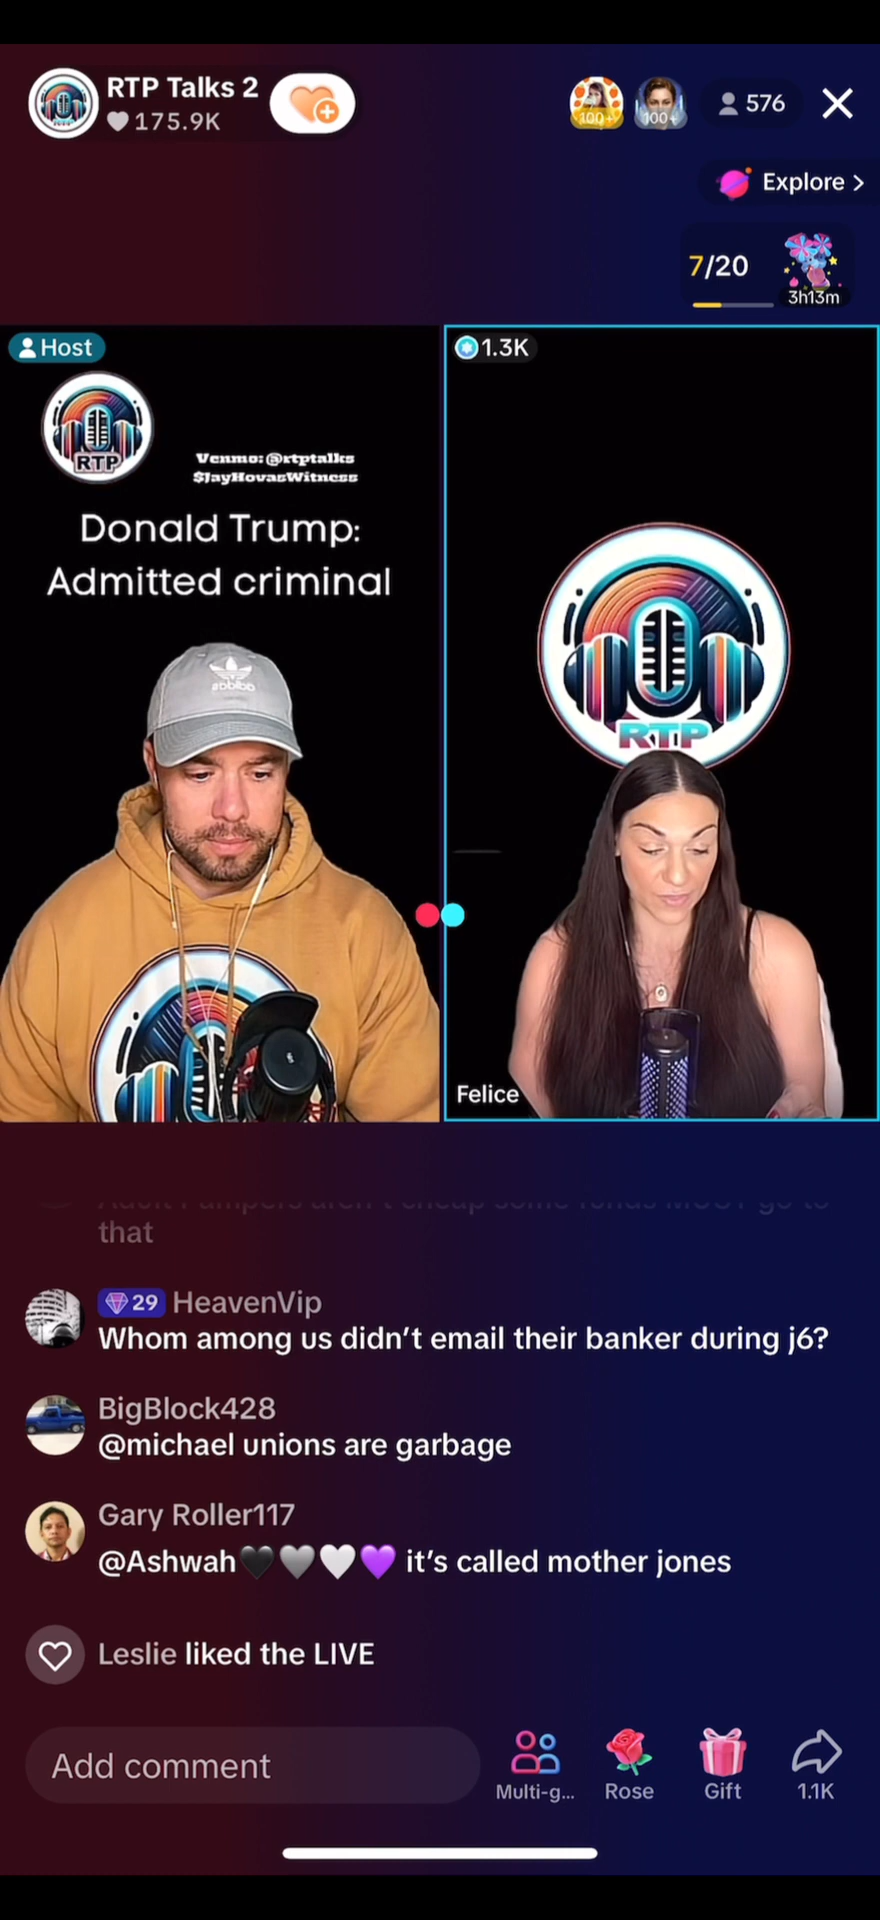 RTP Talks 2
175.9K
100+
100+
576
Explore >
7/20
3h13m
Host
1.3K
RTP
Venmo: @rtptalks
$JayHovasWitness
Donald Trump:
Admitted criminal
RTP
Felice
that
29 HeavenVip
Whom among us didn't email their banker during j6?
BigBlock428
@michael unions are garbage
Gary Roller117
@Ashwah🖤🩶🤍💜 it's called mother jones
Leslie liked the LIVE
Add comment
Multi-g...
Rose
Gift
1.1K